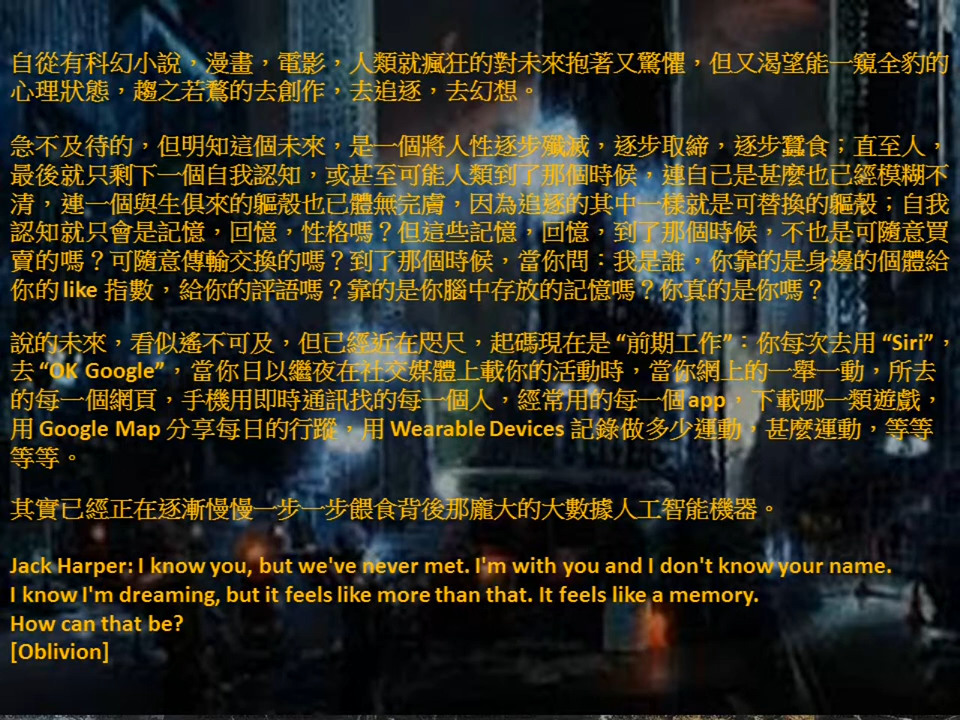 自從有科幻小說，漫畫，電影，人類就瘋狂的對未來抱著又驚懼，但又渴望能一窺全豹的
心理狀態，趨之若鶩的去創作，去追逐，去幻想。
急不及待的，但明知這個未來，是一個將人性逐步殲滅，逐步取締，逐步蠶食；直至人，
最後就只剩下一個自我認知，或甚至可能人類到了那個時候，連自己是甚麼也已經模糊不
清，連一個與生俱來的軀殼也已體無完膚，因為追逐的其中一樣就是可替換的軀殼；自我
認知就只會是記憶，回憶，性格嗎？但這些記憶，回憶，到了那個時候，不也是可隨意買
賣的嗎？可隨意傳輸交換的嗎？到了那個時候，當你問：我是誰，你靠的是身邊的個體給
你的 like 指數，給你的評語嗎？靠的是你腦中存放的記憶嗎？你真的是你嗎？
說的未來，看似遙不可及，但已經近在咫尺，起碼現在是 “前期工作”：你每次去用 “Siri”，
去 “OK Google”，當你日以繼夜在社交媒體上載你的活動時，當你網上的一舉一動，所去
的每一個網頁，手機用即時通訊找的每一個人，經常用的每一個 app，下載哪一類遊戲，
用 Google Map 分享每日的行蹤，用 Wearable Devices 記錄做多少運動，甚麼運動，等等
等等。
其實已經正在逐漸慢慢一步一步餵食背後那龐大的大數據人工智能機器。
Jack Harper: I know you, but we've never met. I'm with you and I don't know your name.
I know I'm dreaming, but it feels like more than that. It feels like a memory.
How can that be?
[Oblivion]